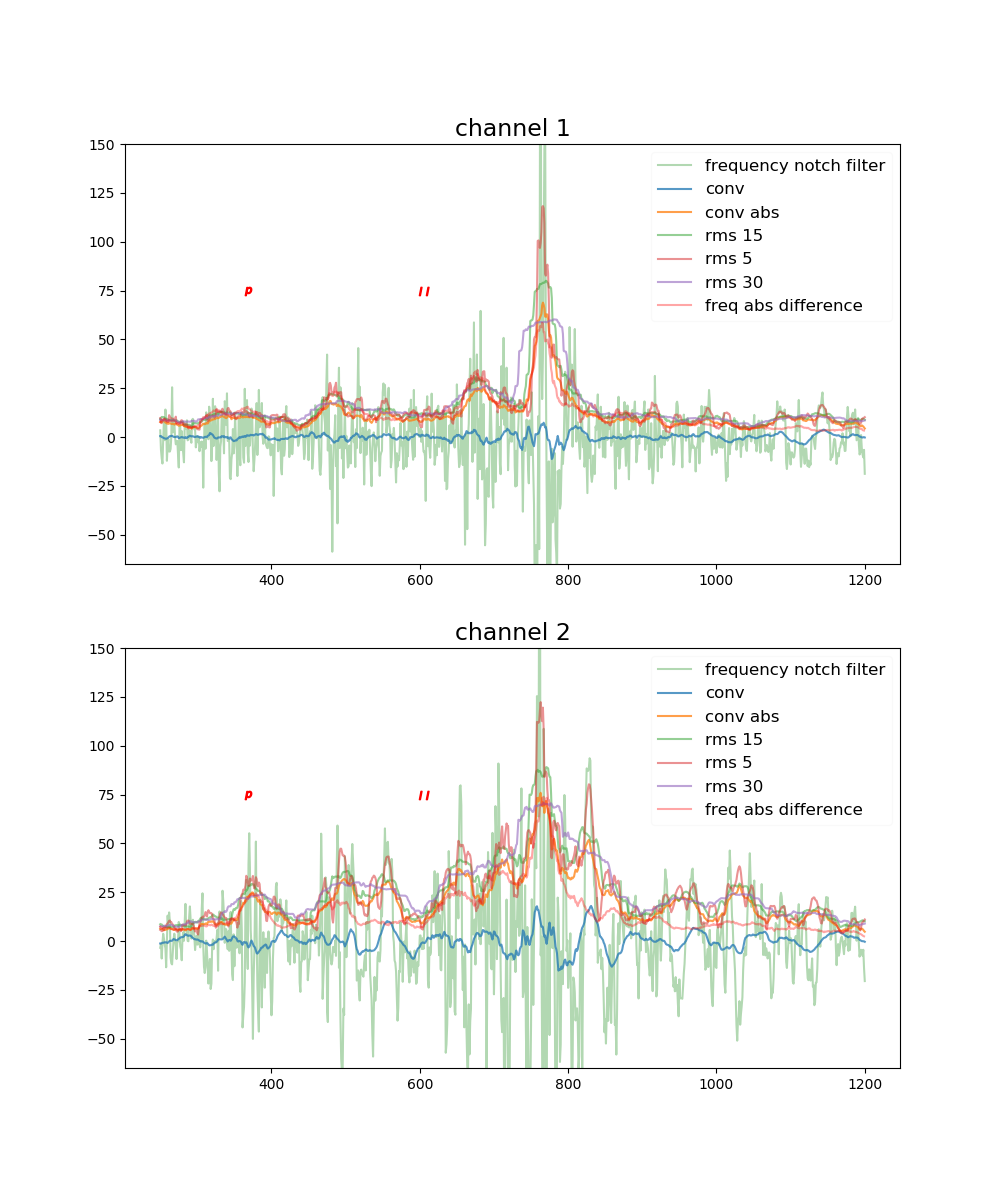 channel 1
150
125
100
75
50
25
0
−25
−50
400 600 800 1000 1200
frequency notch filter
conv
conv abs
rms 15
rms 5
rms 30
freq abs difference
p ll
channel 2
150
125
100
75
50
25
0
−25
−50
400 600 800 1000 1200
frequency notch filter
conv
conv abs
rms 15
rms 5
rms 30
freq abs difference
p ll